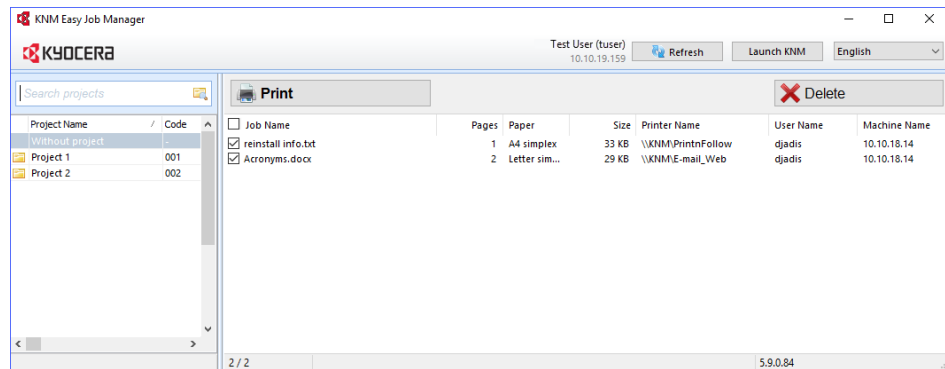 KNM Easy Job Manager
KYOCERA
Test User (tuser)
10.10.19.159
Refresh
Launch KNM
English
Search projects
Print
Delete
Project Name / Code
Without project -
Project 1 001
Project 2 002
Job Name Pages Paper Size Printer Name User Name Machine Name
reinstall info.txt 1 A4 simplex 33 KB \\KNM\PrintnFollow djadis 10.10.18.14
Acronyms.docx 2 Letter sim... 29 KB \\KNM\E-mail_Web djadis 10.10.18.14
2 / 2
5.9.0.84